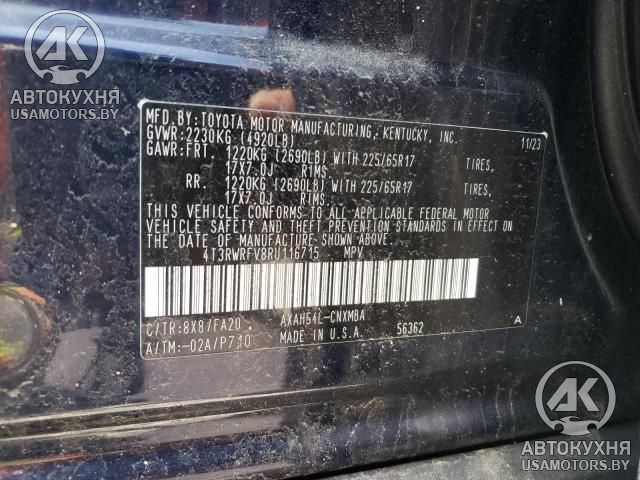 АВТОКУХНЯ
USAMOTORS.BY
MFD.BY:TOYOTA MOTOR MANUFACTURING, KENTUCKY, INC. 11/23
GVWR:2230KG (4920LB)
GAWR:FRT. 1220KG (2690LB) WITH 225/65R17 TIRES,
17X7.0J RIMS
RR. 1220KG (2690LB) WITH 225/65R17 TIRES,
17X7.0J RIMS.
THIS VEHICLE CONFORMS TO ALL APPLICABLE FEDERAL MOTOR
VEHICLE SAFETY AND THEFT PREVENTION STANDARDS IN EFFECT ON
THE DATE OF MANUFACTURE SHOWN ABOVE.
4T3RWRFV8RU116715 MPV
C/TR:8X8/FA20 AXAH54L-CNXMBA
A/TM:-02A/P710 MADE IN U.S.A. 56362 A
АК
АВТОКУХНЯ
USAMOTORS.BY